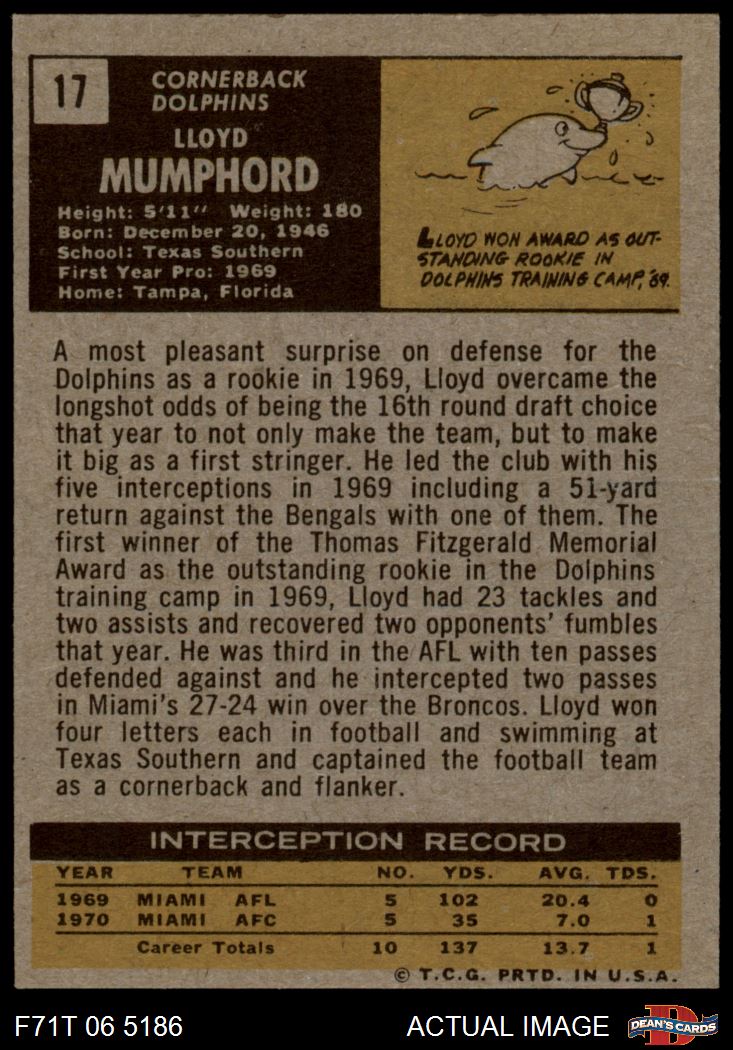 17
CORNERBACK
DOLPHINS
LLOYD
MUMPHORD
Height: 5'11" Weight: 180
Born: December 20, 1946
School: Texas Southern
First Year Pro: 1969
Home: Tampa, Florida
LLOYD WON AWARD AS OUT-
STANDING ROOKIE IN
DOLPHINS TRAINING CAMP, '69.
A most pleasant surprise on defense for the
Dolphins as a rookie in 1969, Lloyd overcame the
longshot odds of being the 16th round draft choice
that year to not only make the team, but to make
it big as a first stringer. He led the club with his
five interceptions in 1969 including a 51-yard
return against the Bengals with one of them. The
first winner of the Thomas Fitzgerald Memorial
Award as the outstanding rookie in the Dolphins
training camp in 1969, Lloyd had 23 tackles and
two assists and recovered two opponents' fumbles
that year. He was third in the AFL with ten passes
defended against and he intercepted two passes
in Miami's 27-24 win over the Broncos. Lloyd won
four letters each in football and swimming at
Texas Southern and captained the football team
as a cornerback and flanker.
INTERCEPTION RECORD
YEAR TEAM NO. YDS. AVG. TDS.
1969 MIAMI AFL 5 102 20.4 0
1970 MIAMI AFC 5 35 7.0 1
Career Totals 10 137 13.7 1
© T.C.G. PRTD. IN U.S.A.
F71T 06 5186 ACTUAL IMAGE D DEAN'S CARDS